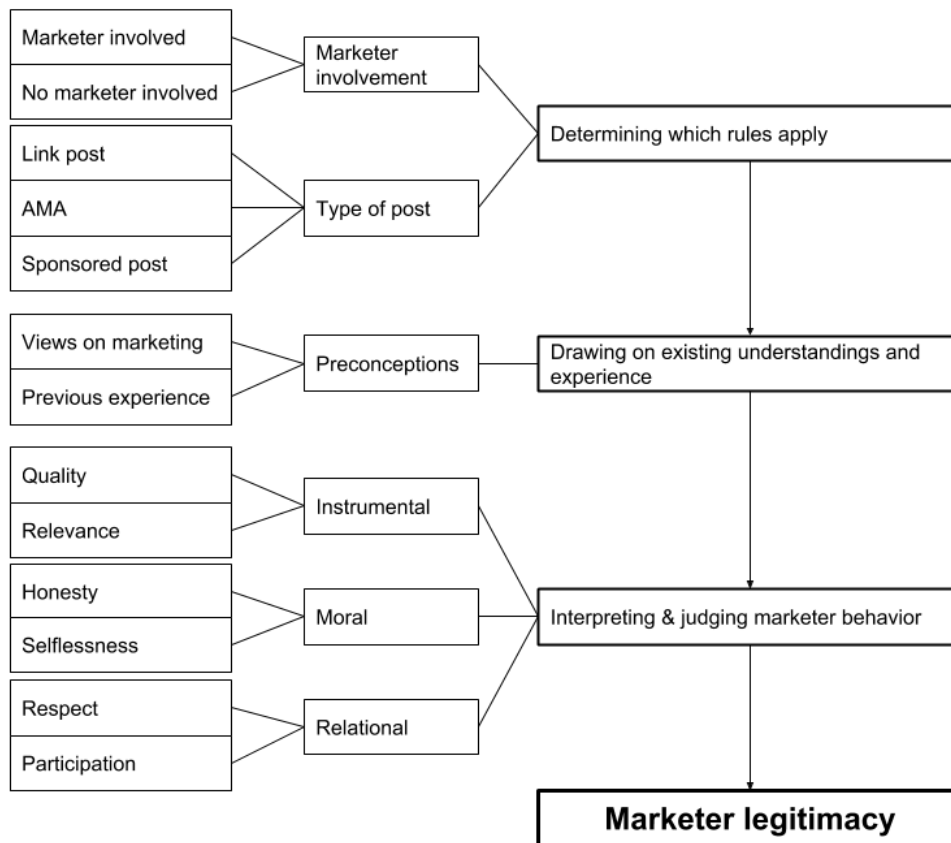 Marketer involved
No marketer involved
Marketer
involvement
Link post
AMA
Sponsored post
Type of post
Determining which rules apply
Views on marketing
Previous experience
Preconceptions
Drawing on existing understandings and
experience
Quality
Relevance
Instrumental
Honesty
Selflessness
Moral
Respect
Participation
Relational
Interpreting & judging marketer behavior
Marketer legitimacy